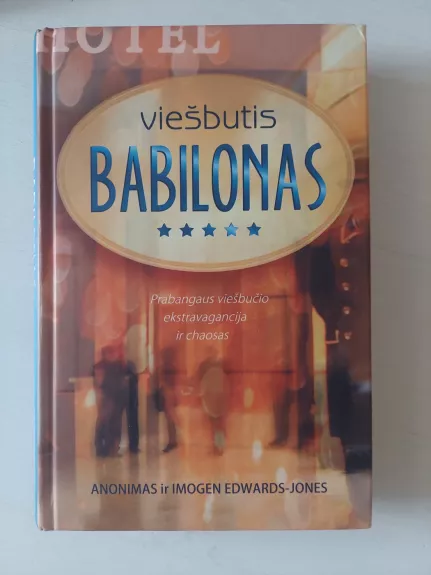 HOTEL
viešbutis
BABILONAS
Prabangaus viešbučio
ekstravagancija
ir chaosas
ANONIMAS ir IMOGEN EDWARDS-JONES